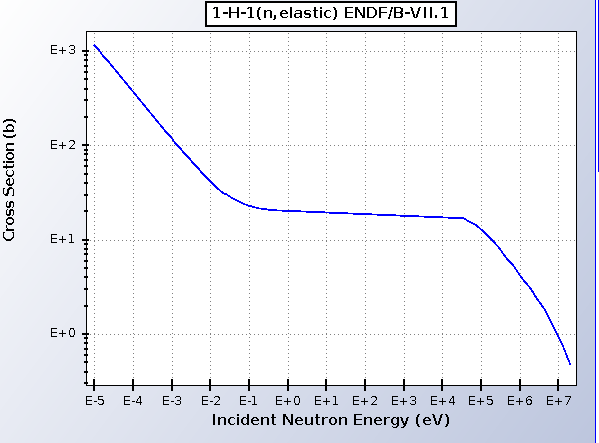 1-H-1(n,elastic) ENDF/B-VII.1
Cross Section (b)
E+3
E+2
E+1
E+0
E-5 E-4 E-3 E-2 E-1 E+0 E+1 E+2 E+3 E+4 E+5 E+6 E+7
Incident Neutron Energy (eV)